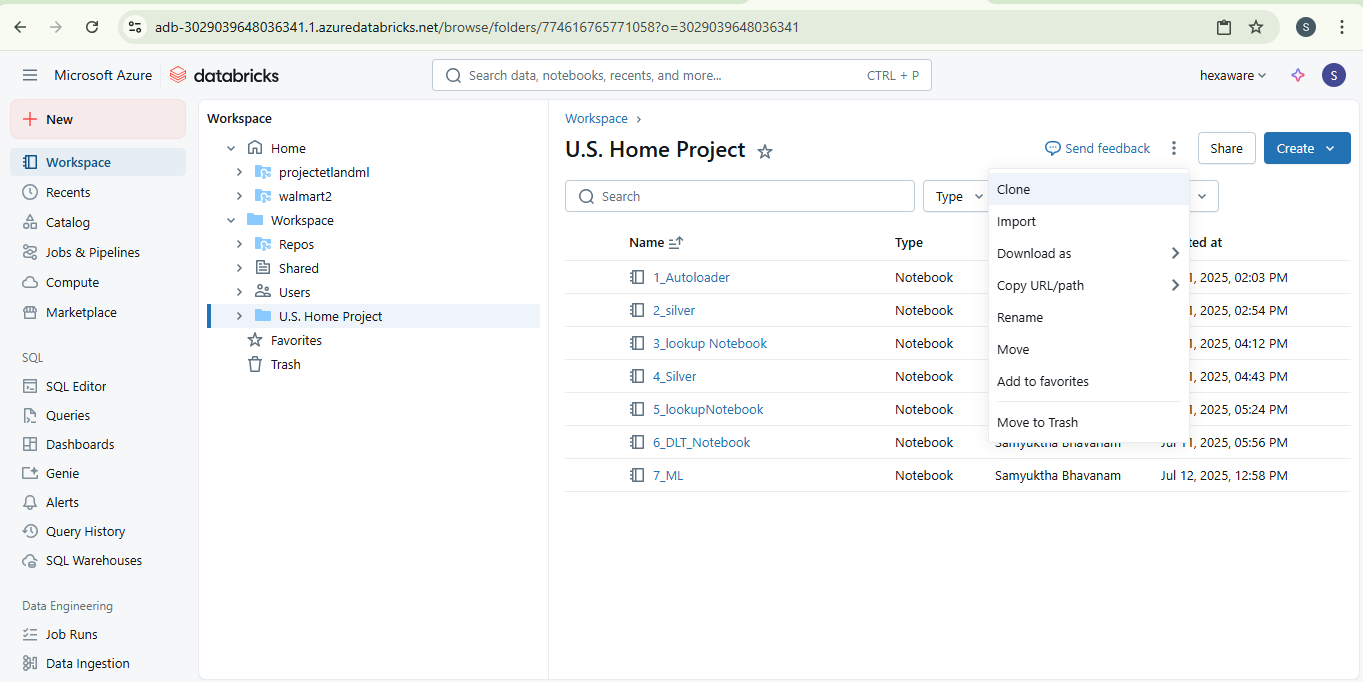 adb-3029039648036341.1.azuredatabricks.net/browse/folders/7746167657771058?o=3029039648036341
S
Microsoft Azure
databricks
Search data, notebooks, recents, and more...
CTRL + P
hexaware
S
New
Workspace
Recents
Catalog
Jobs & Pipelines
Compute
Marketplace
SQL
SQL Editor
Queries
Dashboards
Genie
Alerts
Query History
SQL Warehouses
Data Engineering
Job Runs
Data Ingestion
Workspace
Home
projectetlandml
walmart2
Workspace
Repos
Shared
Users
U.S. Home Project
Favorites
Trash
Workspace
U.S. Home Project
Send feedback
Share
Create
Search
Type
Name Type ted at
1_Autoloader Notebook 1, 2025, 02:03 PM
2_silver Notebook 1, 2025, 02:54 PM
3_lookup Notebook Notebook 1, 2025, 04:12 PM
4_Silver Notebook 1, 2025, 04:43 PM
5_lookupNotebook Notebook 1, 2025, 05:24 PM
6_DLT_Notebook Notebook Samyuktha Bhavanam Jul 11, 2025, 05:56 PM
7_ML Notebook Samyuktha Bhavanam Jul 12, 2025, 12:58 PM
Clone
Import
Download as
Copy URL/path
Rename
Move
Add to favorites
Move to Trash